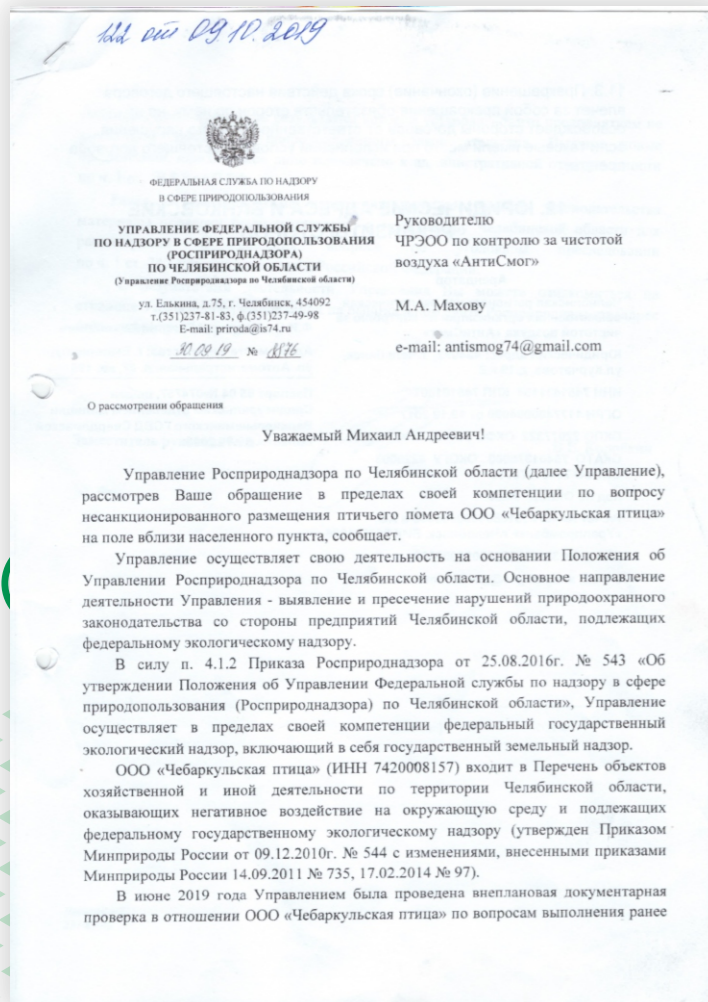 122 от 09.10.2019
ФЕДЕРАЛЬНАЯ СЛУЖБА ПО НАДЗОРУ
В СФЕРЕ ПРИРОДОПОЛЬЗОВАНИЯ
УПРАВЛЕНИЕ ФЕДЕРАЛЬНОЙ СЛУЖБЫ
ПО НАДЗОРУ В СФЕРЕ ПРИРОДОПОЛЬЗОВАНИЯ
(РОСПРИРОДНАДЗОРА)
ПО ЧЕЛЯБИНСКОЙ ОБЛАСТИ
(Управление Росприроднадзора по Челябинской области)
ул. Елькина, д.75, г. Челябинск, 454092
т.(351)237-81-83, ф.(351)237-49-98
E-mail: priroda@is74.ru
30.09.19 №
Руководителю
ЧРЭОО по контролю за чистотой
воздуха «АнтиСмог»
М.А. Махову
e-mail: antismog74@gmail.com
О рассмотрении обращения
Уважаемый Михаил Андреевич!
Управление Росприроднадзора по Челябинской области (далее Управление),
рассмотрев Ваше обращение в пределах своей компетенции по вопросу
несанкционированного размещения птичьего помета ООО «Чебаркульская птица»
на поле вблизи населенного пункта, сообщает.
Управление осуществляет свою деятельность на основании Положения об
Управлении Росприроднадзора по Челябинской области. Основное направление
деятельности Управления - выявление и пресечение нарушений природоохранного
законодательства со стороны предприятий Челябинской области, подлежащих
федеральному экологическому надзору.
В силу п. 4.1.2 Приказа Росприроднадзора от 25.08.2016г. № 543 «Об
утверждении Положения об Управлении Федеральной службы по надзору в сфере
природопользования (Росприроднадзора) по Челябинской области», Управление
осуществляет в пределах своей компетенции федеральный государственный
экологический надзор, включающий в себя государственный земельный надзор.
ООО «Чебаркульская птица» (ИНН 7420008157) входит в Перечень объектов
хозяйственной и иной деятельности по территории Челябинской области,
оказывающих негативное воздействие на окружающую среду и подлежащих
федеральному государственному экологическому надзору (утвержден Приказом
Минприроды России от 09.12.2010г. № 544 с изменениями, внесенными приказами
Минприроды России 14.09.2011 № 735, 17.02.2014 № 97).
В июне 2019 года Управлением была проведена внеплановая документарная
проверка в отношении ООО «Чебаркульская птица» по вопросам выполнения ранее